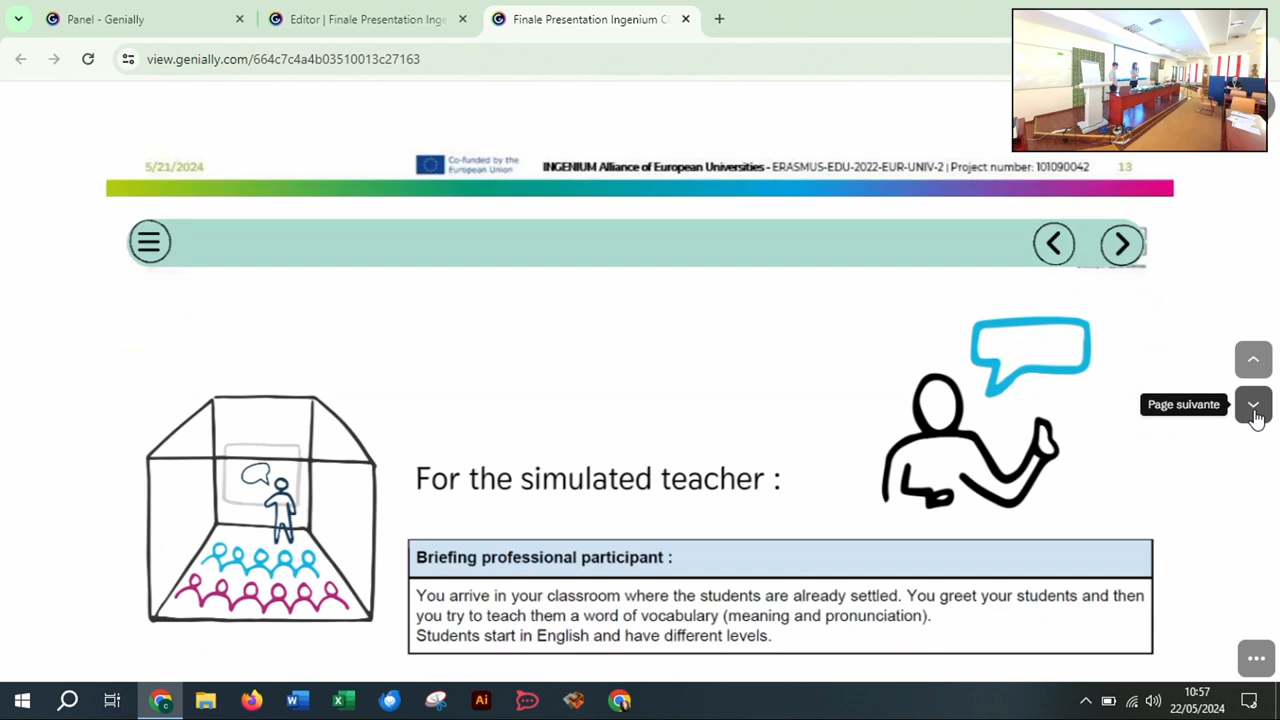 Panel - Genially
Editor | Finale Presentation Inge
Finale Presentation Ingenium C
view.genially.com/664c7c4a4b03510013c27163
5/21/2024
Co-funded by the
European Union
INGENIUM Alliance of European Universities - ERASMUS-EDU-2022-EUR-UNIV-2 | Project number: 101090042
13
Page suivante
For the simulated teacher :
Briefing professional participant :
You arrive in your classroom where the students are already settled. You greet your students and then
you try to teach them a word of vocabulary (meaning and pronunciation).
Students start in English and have different levels.
10:57
22/05/2024